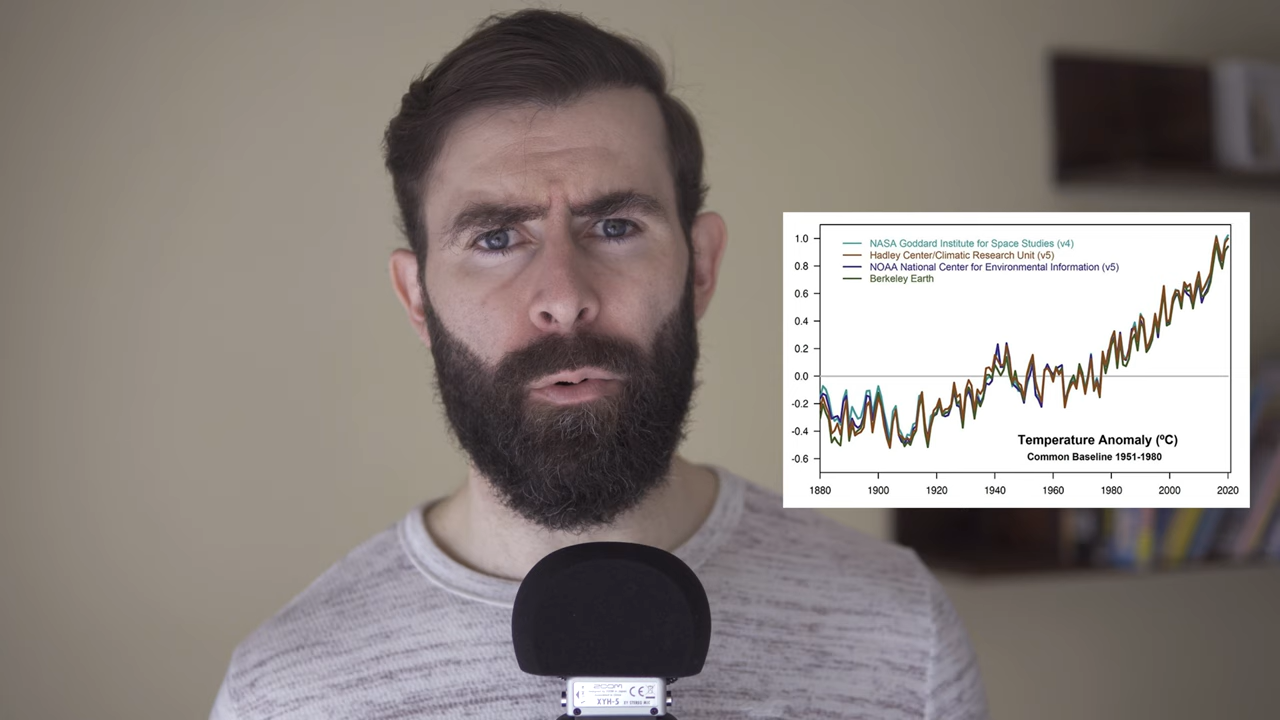 NASA Goddard Institute for Space Studies (v4)
Hadley Center/Climatic Research Unit (v5)
NOAA National Center for Environmental Information (v5)
Berkeley Earth
1.0
0.8
0.6
0.4
0.2
0.0
-0.2
-0.4
-0.6
Temperature Anomaly (ºC)
Common Baseline 1951-1980
1880 1900 1920 1940 1960 1980 2000 2020
zoom
CE
XYH-5